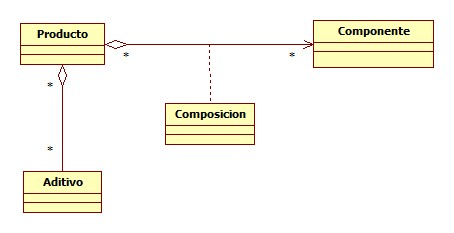 Producto
Componente
*
*
Composicion
*
*
Aditivo